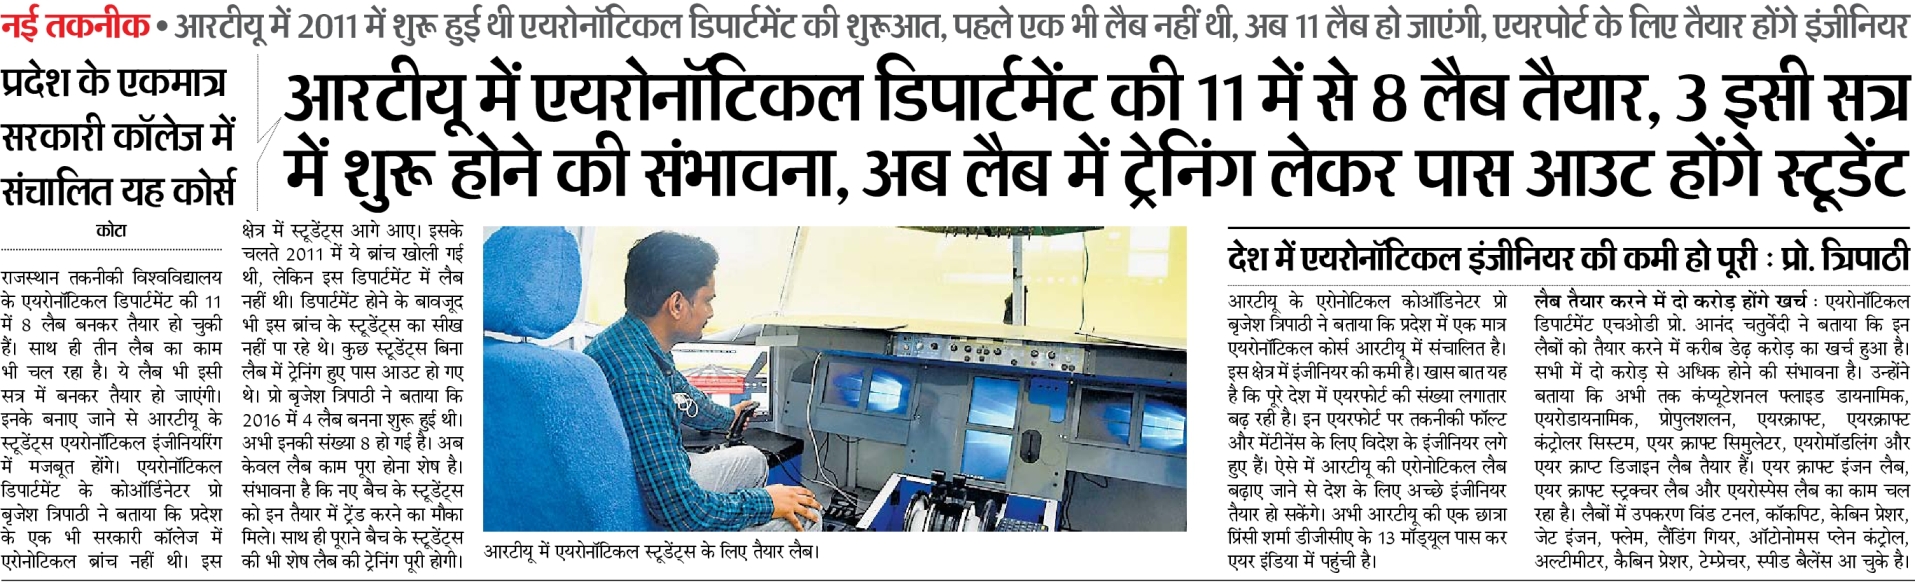 नई तकनीक • आरटीयू में 2011 में शुरू हुई थी एयरोनॉटिकल डिपार्टमेंट की शुरूआत, पहले एक भी लैब नहीं थी, अब 11 लैब हो जाएंगी, एयरपोर्ट के लिए तैयार होंगे इंजीनियर
प्रदेश के एकमात्र
सरकारी कॉलेज में
संचालित यह कोर्स
आरटीयू में एयरोनॉटिकल डिपार्टमेंट की 11 में से 8 लैब तैयार, 3 इसी सत्र
में शुरू होने की संभावना, अब लैब में ट्रेनिंग लेकर पास आउट होंगे स्टूडेंट
कोटा
राजस्थान तकनीकी विश्वविद्यालय
के एयरोनॉटिकल डिपार्टमेंट की 11
में 8 लैब बनकर तैयार हो चुकी
हैं। साथ ही तीन लैब का काम
भी चल रहा है। ये लैब भी इसी
सत्र में बनकर तैयार हो जाएंगी।
इनके बनाए जाने से आरटीयू के
स्टूडेंट्स एयरोनॉटिकल इंजीनियरिंग
में मजबूत होंगे। एयरोनॉटिकल
डिपार्टमेंट के कोऑर्डिनेटर प्रो
बृजेश त्रिपाठी ने बताया कि प्रदेश
के एक भी सरकारी कॉलेज में
एरोनोटिकल ब्रांच नहीं थी। इस
क्षेत्र में स्टूडेंट्स आगे आए। इसके
चलते 2011 में ये ब्रांच खोली गई
थी, लेकिन इस डिपार्टमेंट में लैब
नहीं थी। डिपार्टमेंट होने के बावजूद
भी इस ब्रांच के स्टूडेंट्स का सीख
नहीं पा रहे थे। कुछ स्टूडेंट्स बिना
लैब में ट्रेनिंग हुए पास आउट हो गए
थे। प्रो बृजेश त्रिपाठी ने बताया कि
2016 में 4 लैब बनना शुरू हुई थी।
अभी इनकी संख्या 8 हो गई है। अब
केवल लैब काम पूरा होना शेष है।
संभावना है कि नए बैच के स्टूडेंट्स
को इन तैयार में ट्रेंड करने का मौका
मिले। साथ ही पूराने बैच के स्टूडेंट्स
की भी शेष लैब की ट्रेनिंग पूरी होगी।
आरटीयू में एयरोनॉटिकल स्टूडेंट्स के लिए तैयार लैब।
देश में एयरोनॉटिकल इंजीनियर की कमी हो पूरी : प्रो. त्रिपाठी
आरटीयू के एरोनोटिकल कोऑडिनेटर प्रो
बृजेश त्रिपाठी ने बताया कि प्रदेश में एक मात्र
एयरोनॉटिकल कोर्स आरटीयू में संचालित है।
इस क्षेत्र में इंजीनियर की कमी है। खास बात यह
है कि पूरे देश में एयरफोर्ट की संख्या लगातार
बढ़ रही है। इन एयरफोर्ट पर तकनीकी फॉल्ट
और मेंटीनेंस के लिए विदेश के इंजीनियर लगे
हुए हैं। ऐसे में आरटीयू की एरोनोटिकल लैब
बढ़ाए जाने से देश के लिए अच्छे इंजीनियर
तैयार हो सकेंगे। अभी आरटीयू की एक छात्रा
प्रिंसी शर्मा डीजीसीए के 13 मॉड्यूल पास कर
एयर इंडिया में पहुंची है।
लैब तैयार करने में दो करोड़ होंगे खर्च : एयरोनॉटिकल
डिपार्टमेंट एचओडी प्रो. आनंद चतुर्वेदी ने बताया कि इन
लैबों को तैयार करने में करीब डेढ़ करोड़ का खर्च हुआ है।
सभी में दो करोड़ से अधिक होने की संभावना है। उन्होंने
बताया कि अभी तक कंप्यूटेशनल फ्लाइड डायनामिक,
एयरोडायनामिक, प्रोपुलशलन, एयरक्राफ्ट, एयरक्राफ्ट
कंट्रोलर सिस्टम, एयर क्राफ्ट सिमुलेटर, एयरोमॉडलिंग और
एयर क्राप्ट डिजाइन लैब तैयार हैं। एयर क्राफ्ट इंजन लैब,
एयर क्राफ्ट स्ट्रक्चर लैब और एयरोस्पेस लैब का काम चल
रहा है। लैबों में उपकरण विंड टनल, कॉकपिट, केबिन प्रेशर,
जेट इंजन, फ्लेम, लैंडिंग गियर, ऑटोनोमस प्लेन कंट्रोल,
अल्टीमीटर, कैबिन प्रेशर, टेम्प्रेचर, स्पीड बैलेंस आ चुके है।